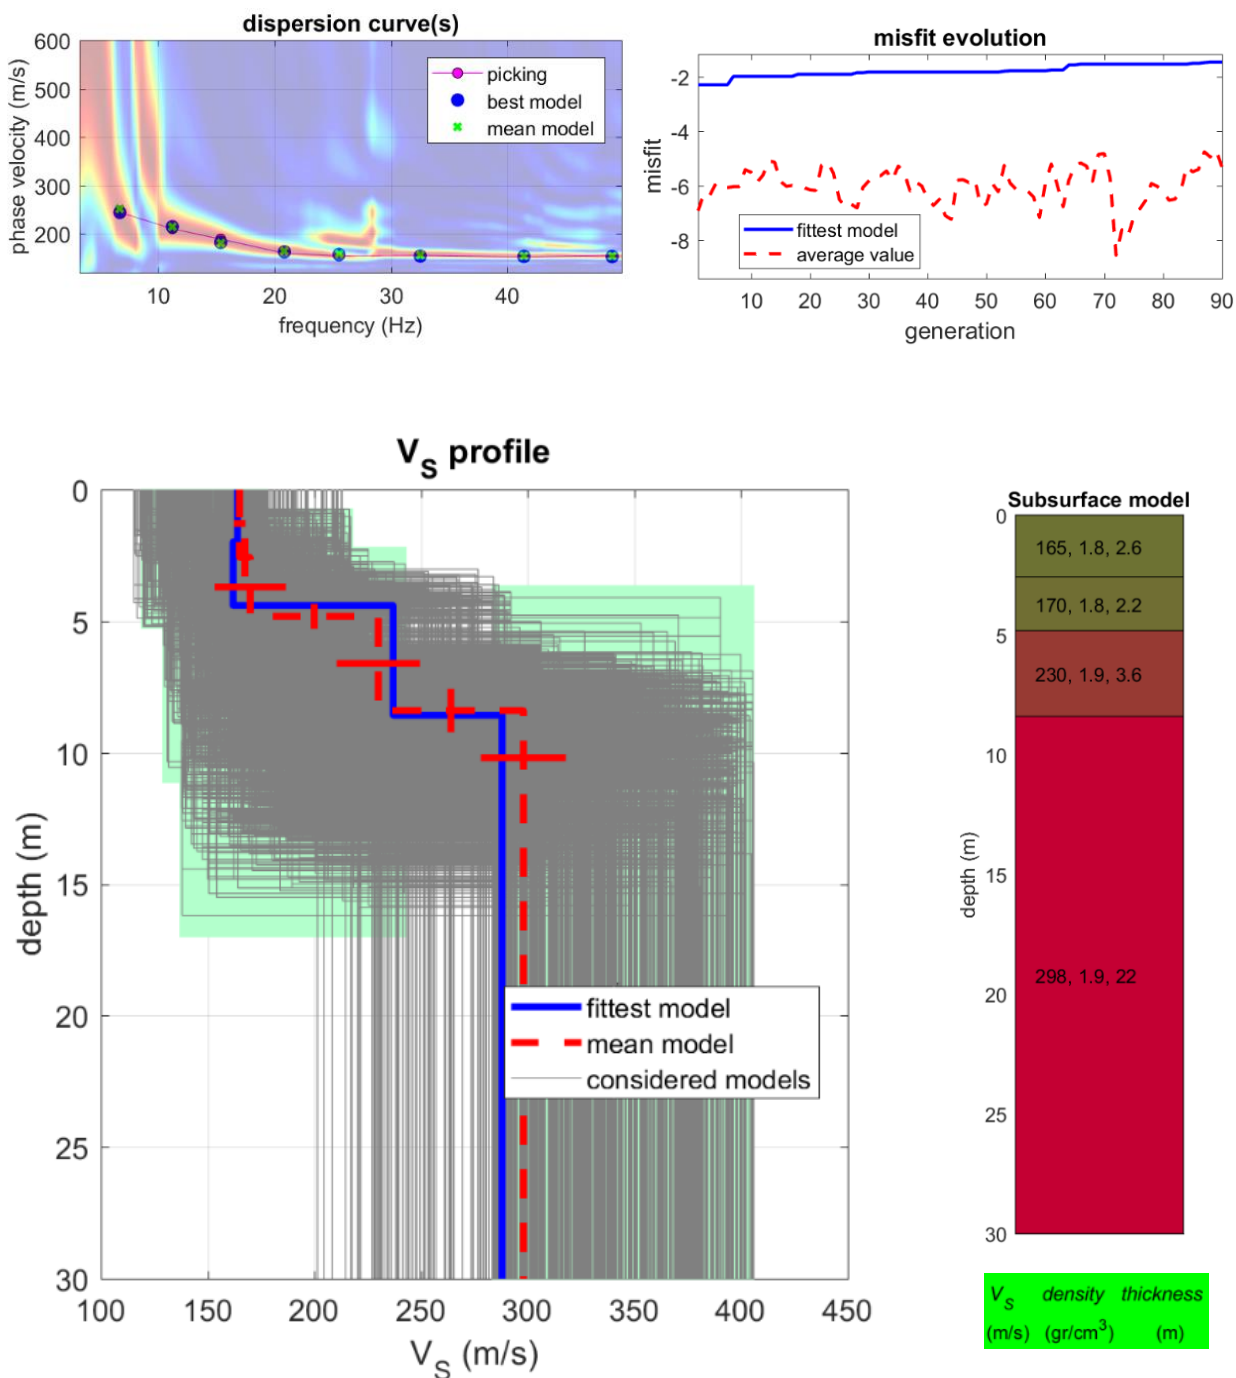 dispersion curve(s)
600
500
400
300
200
phase velocity (m/s)
picking
best model
mean model
10
20
30
40
frequency (Hz)
misfit evolution
-2
-4
-6
-8
misfit
fittest model
average value
10
20
30
40
50
60
70
80
90
generation
V_S profile
0
5
10
15
20
25
30
depth (m)
fittest model
mean model
considered models
100
150
200
250
300
350
400
450
V_S (m/s)
Subsurface model
0
5
10
15
20
25
30
depth (m)
165, 1.8, 2.6
170, 1.8, 2.2
230, 1.9, 3.6
298, 1.9, 22
V_S density thickness
(m/s) (gr/cm³) (m)